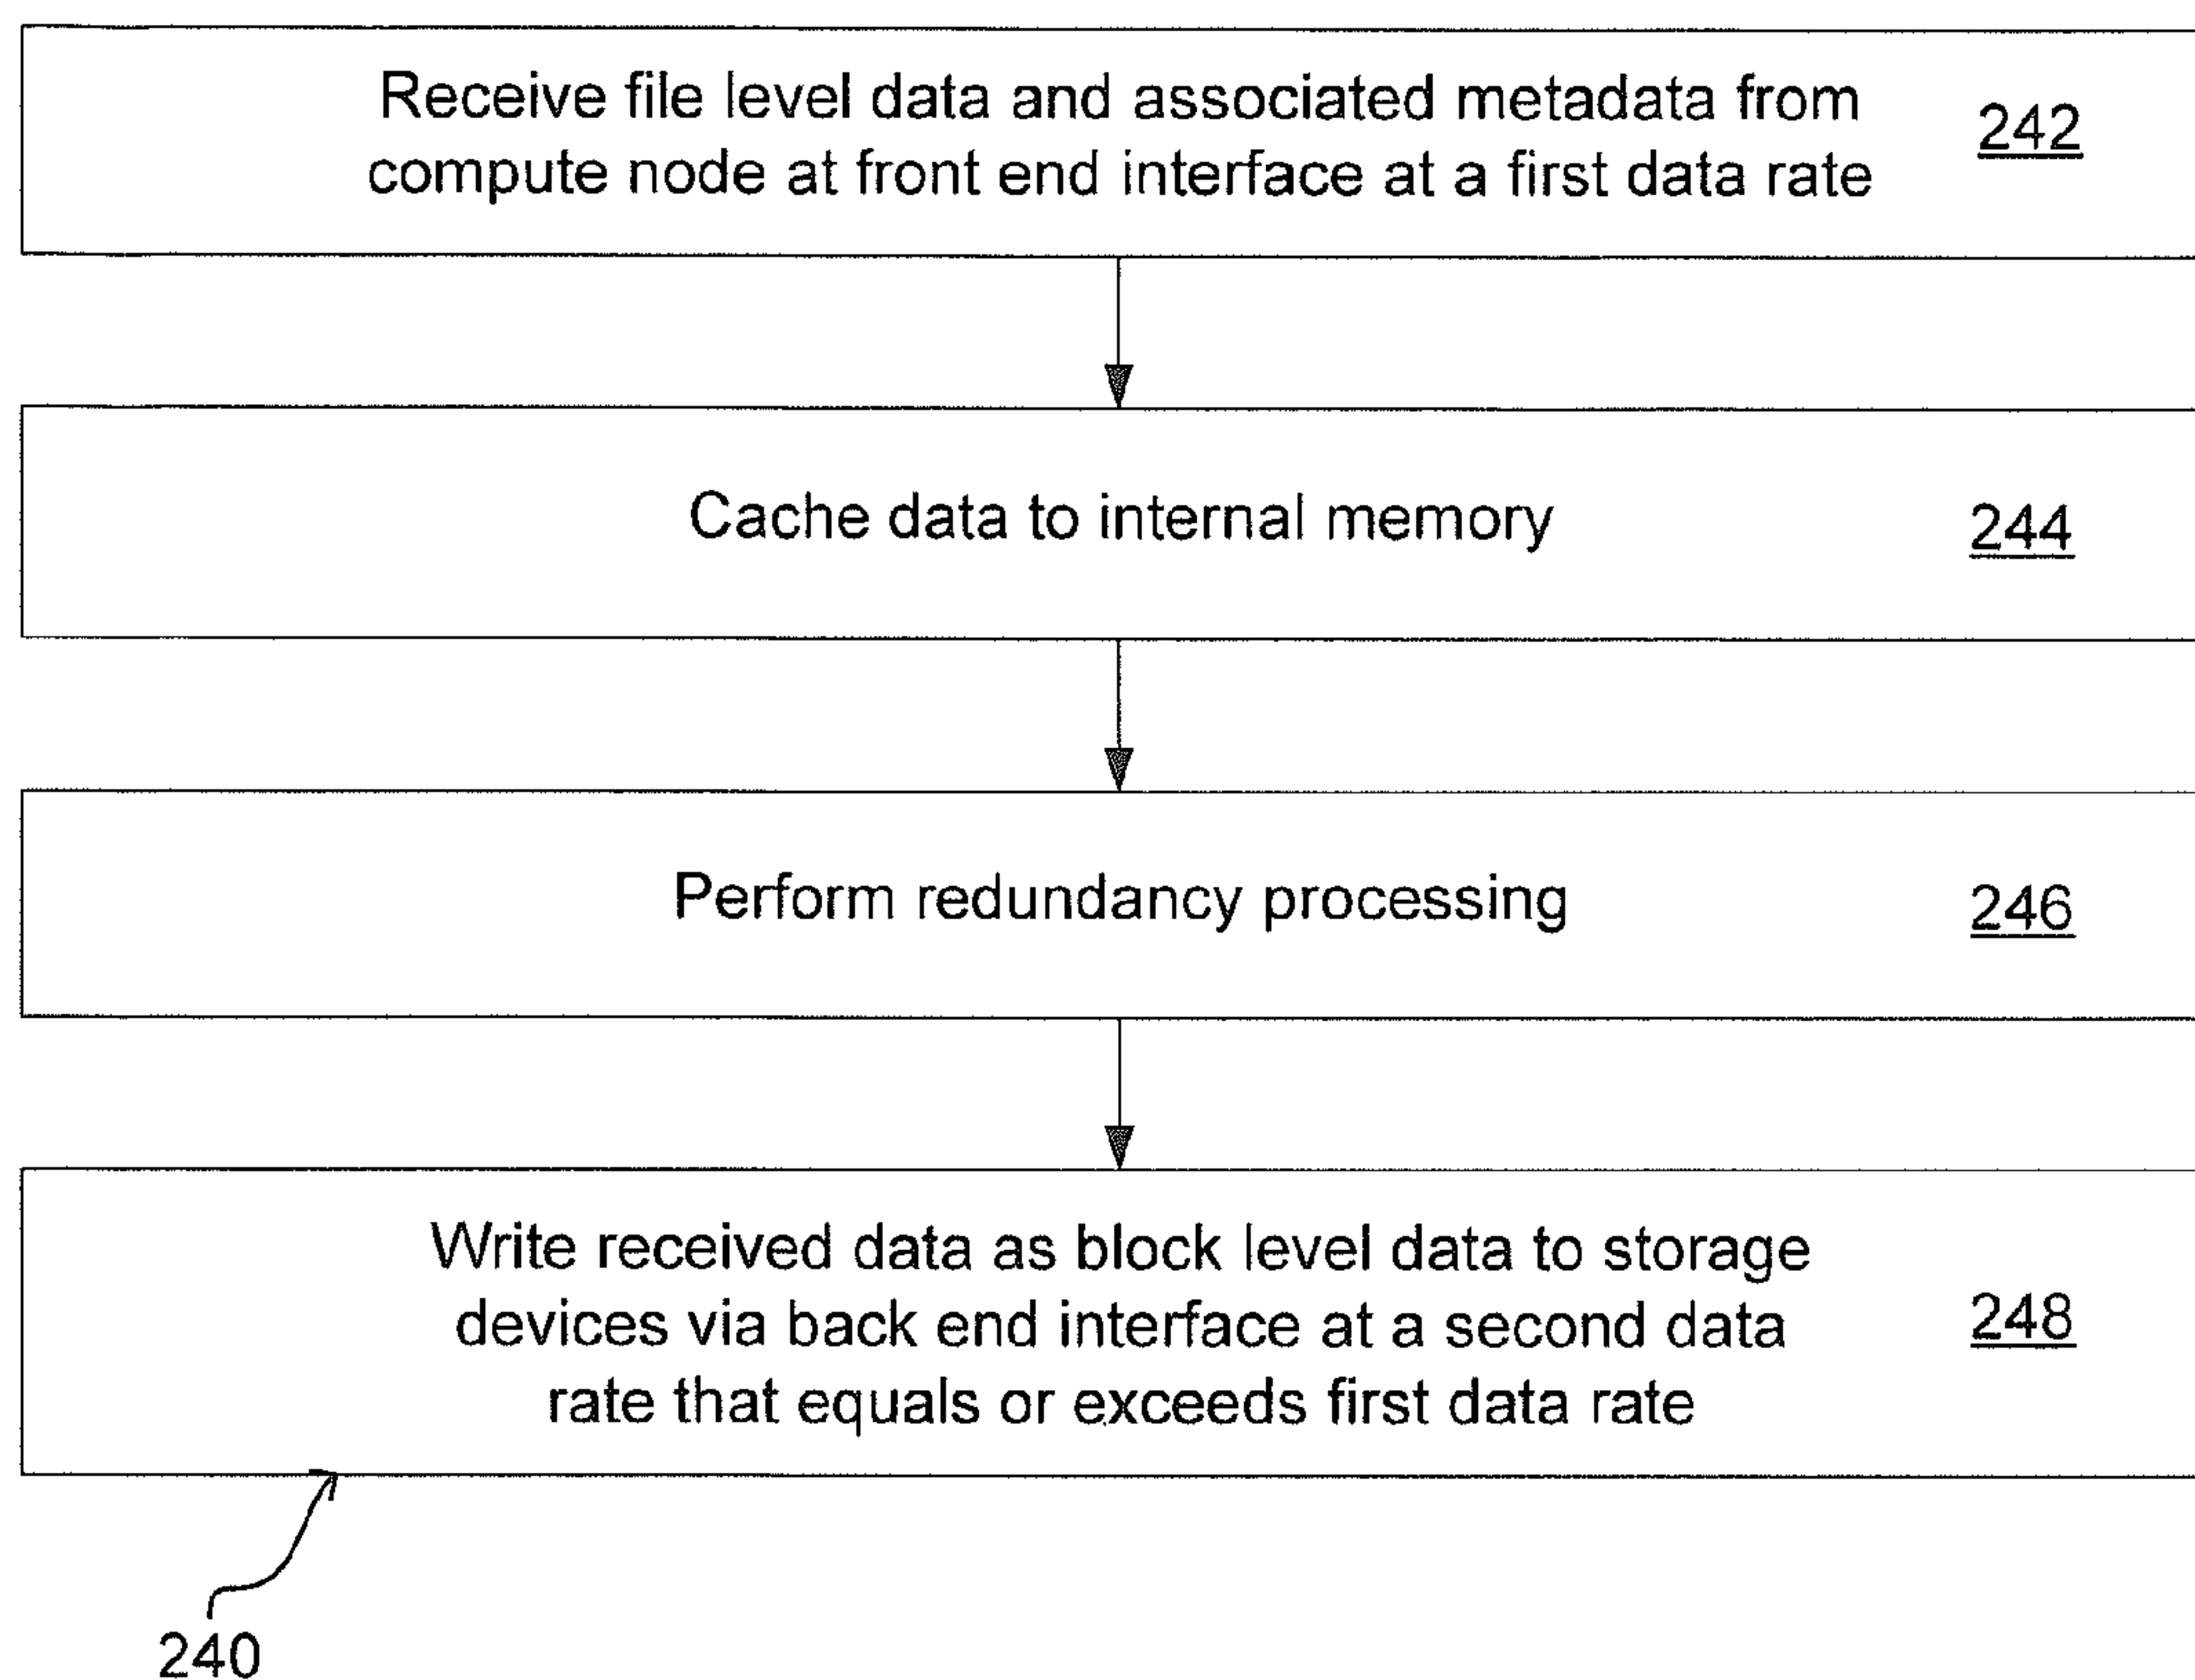 Receive file level data and associated metadata from
compute node at front end interface at a first data rate
242
Cache data to internal memory
244
Perform redundancy processing
246
Write received data as block level data to storage
devices via back end interface at a second data
rate that equals or exceeds first data rate
248
240